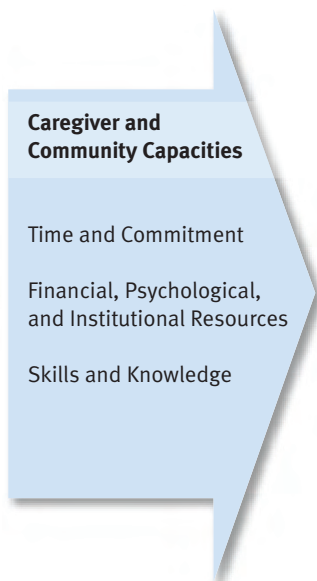 Caregiver and
Community Capacities
Time and Commitment
Financial, Psychological,
and Institutional Resources
Skills and Knowledge